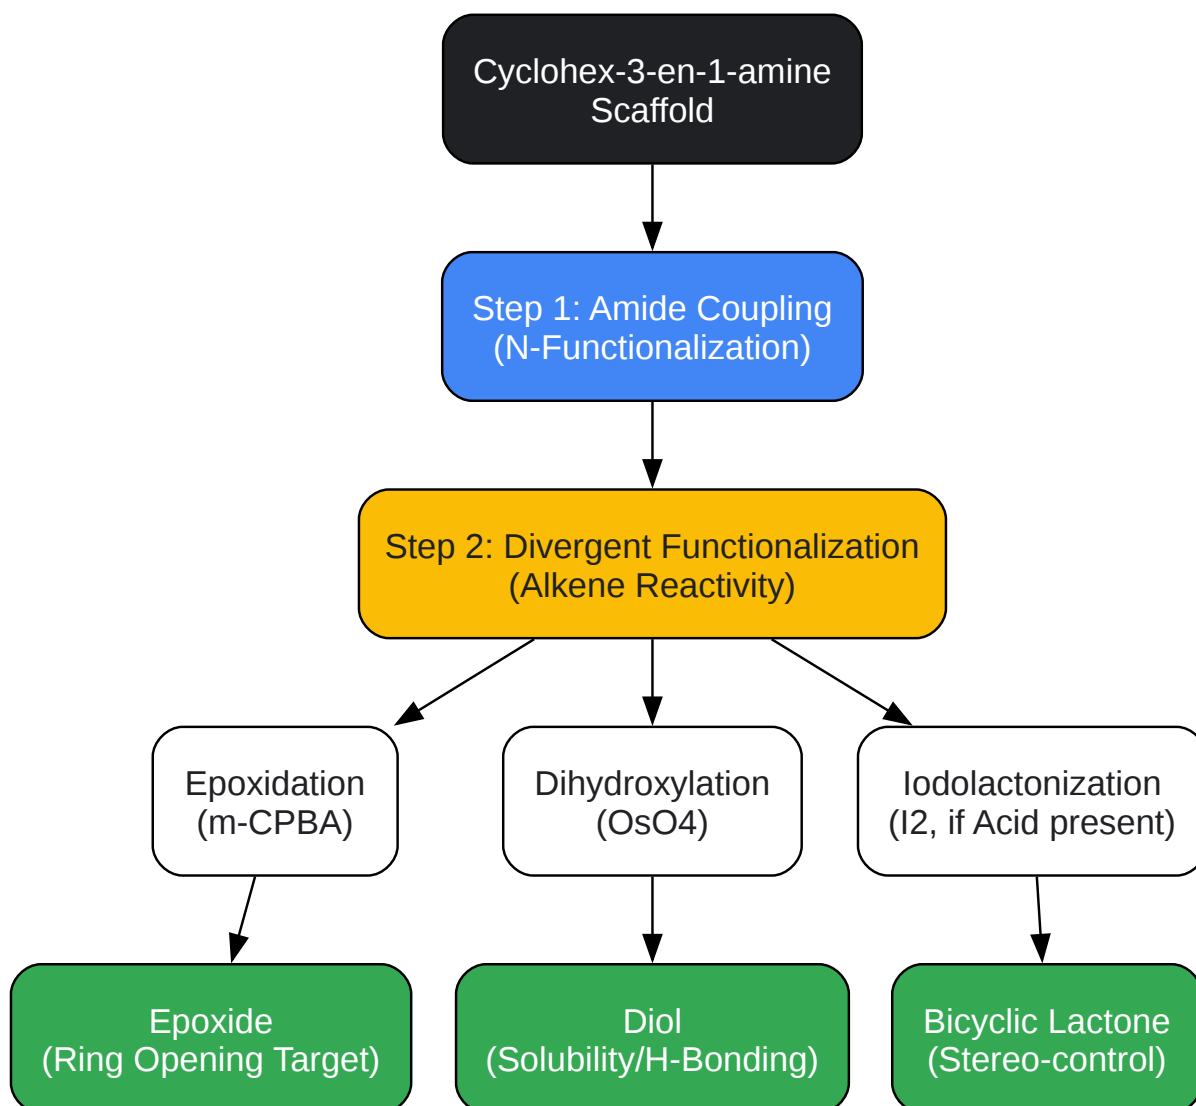 Cyclohex-3-en-1-amine
Scaffold
Step 1: Amide Coupling
(N-Functionalization)
Step 2: Divergent Functionalization
(Alkene Reactivity)
Epoxidation
(m-CPBA)
Dihydroxylation
(OsO4)
Iodolactonization
(I2, if Acid present)
Epoxide
(Ring Opening Target)
Diol
(Solubility/H-Bonding)
Bicyclic Lactone
(Stereo-control)